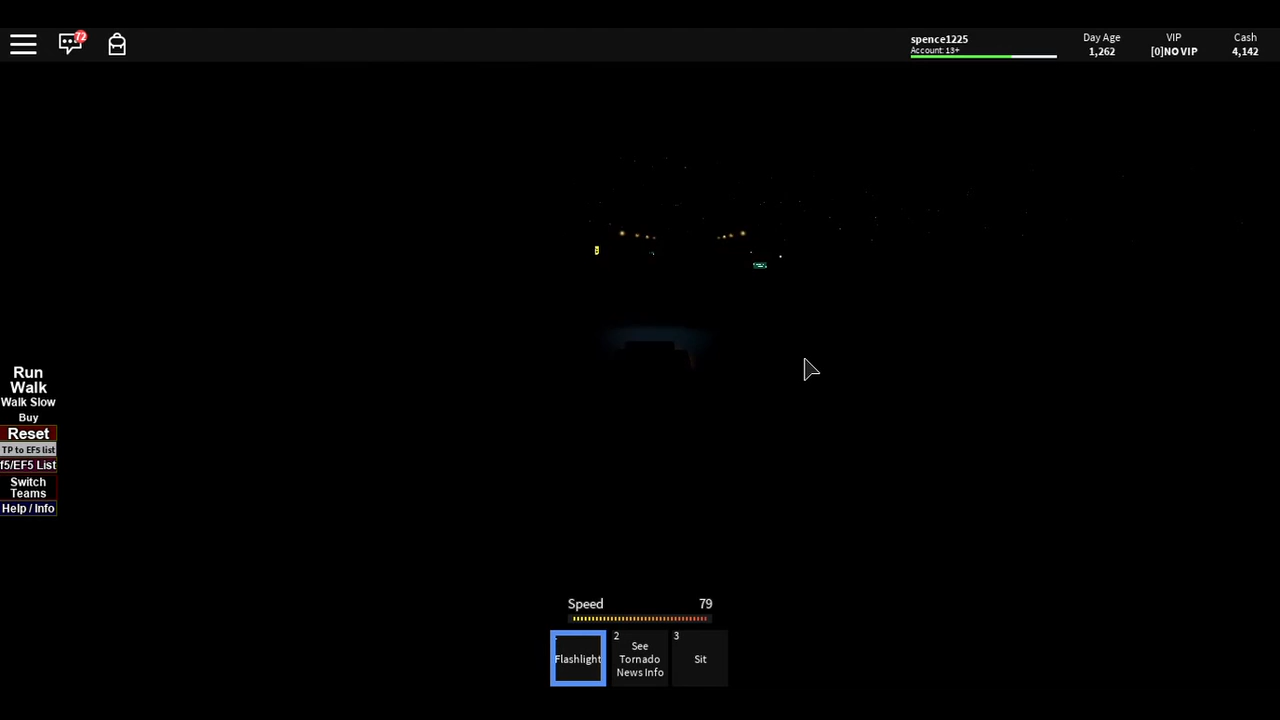 72
spence1225
Account: 13+
Day Age
1,262
VIP
[0]NO VIP
Cash
4,142
Run
Walk
Walk Slow
Buy
Reset
TP to EF5 list
f5/EF5 List
Switch
Teams
Help / Info
Speed 79
Flashlight
2
See
Tornado
News Info
3
Sit